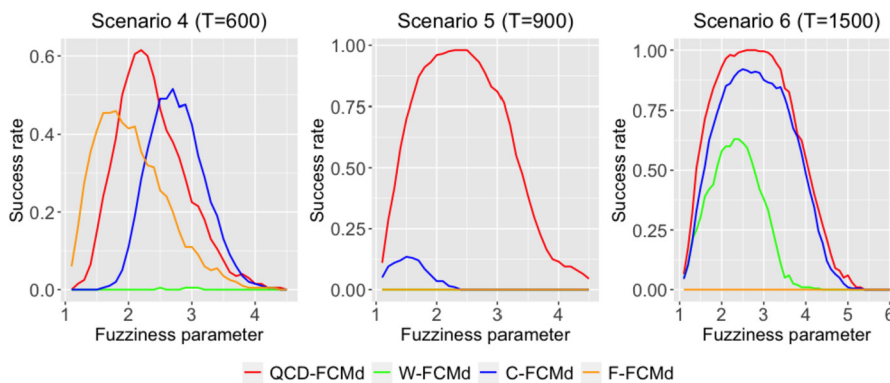 Scenario 4 (T=600)
Scenario 5 (T=900)
Scenario 6 (T=1500)
Success rate
0.6
0.4
0.2
0.0
1 2 3 4
Fuzziness parameter
Success rate
1.00
0.75
0.50
0.25
0.00
1 2 3 4
Fuzziness parameter
Success rate
1.00
0.75
0.50
0.25
0.00
1 2 3 4 5 6
Fuzziness parameter
QCD-FCMd W-FCMd C-FCMd F-FCMd